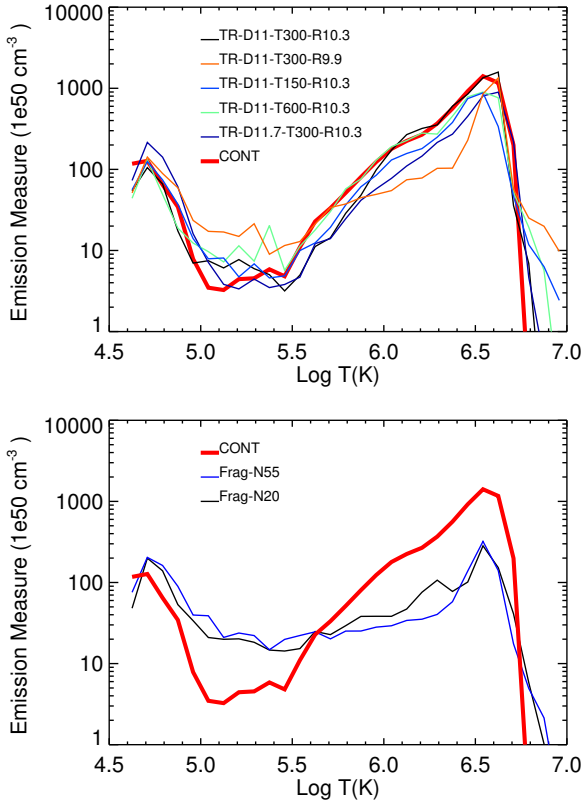 10000
1000
100
10
1
Emission Measure (1e50 cm-3)
TR-D11-T300-R10.3
TR-D11-T300-R9.9
TR-D11-T150-R10.3
TR-D11-T600-R10.3
TR-D11.7-T300-R10.3
CONT
4.5 5.0 5.5 6.0 6.5 7.0
Log T(K)
10000
1000
100
10
1
Emission Measure (1e50 cm-3)
CONT
Frag-N55
Frag-N20
4.5 5.0 5.5 6.0 6.5 7.0
Log T(K)